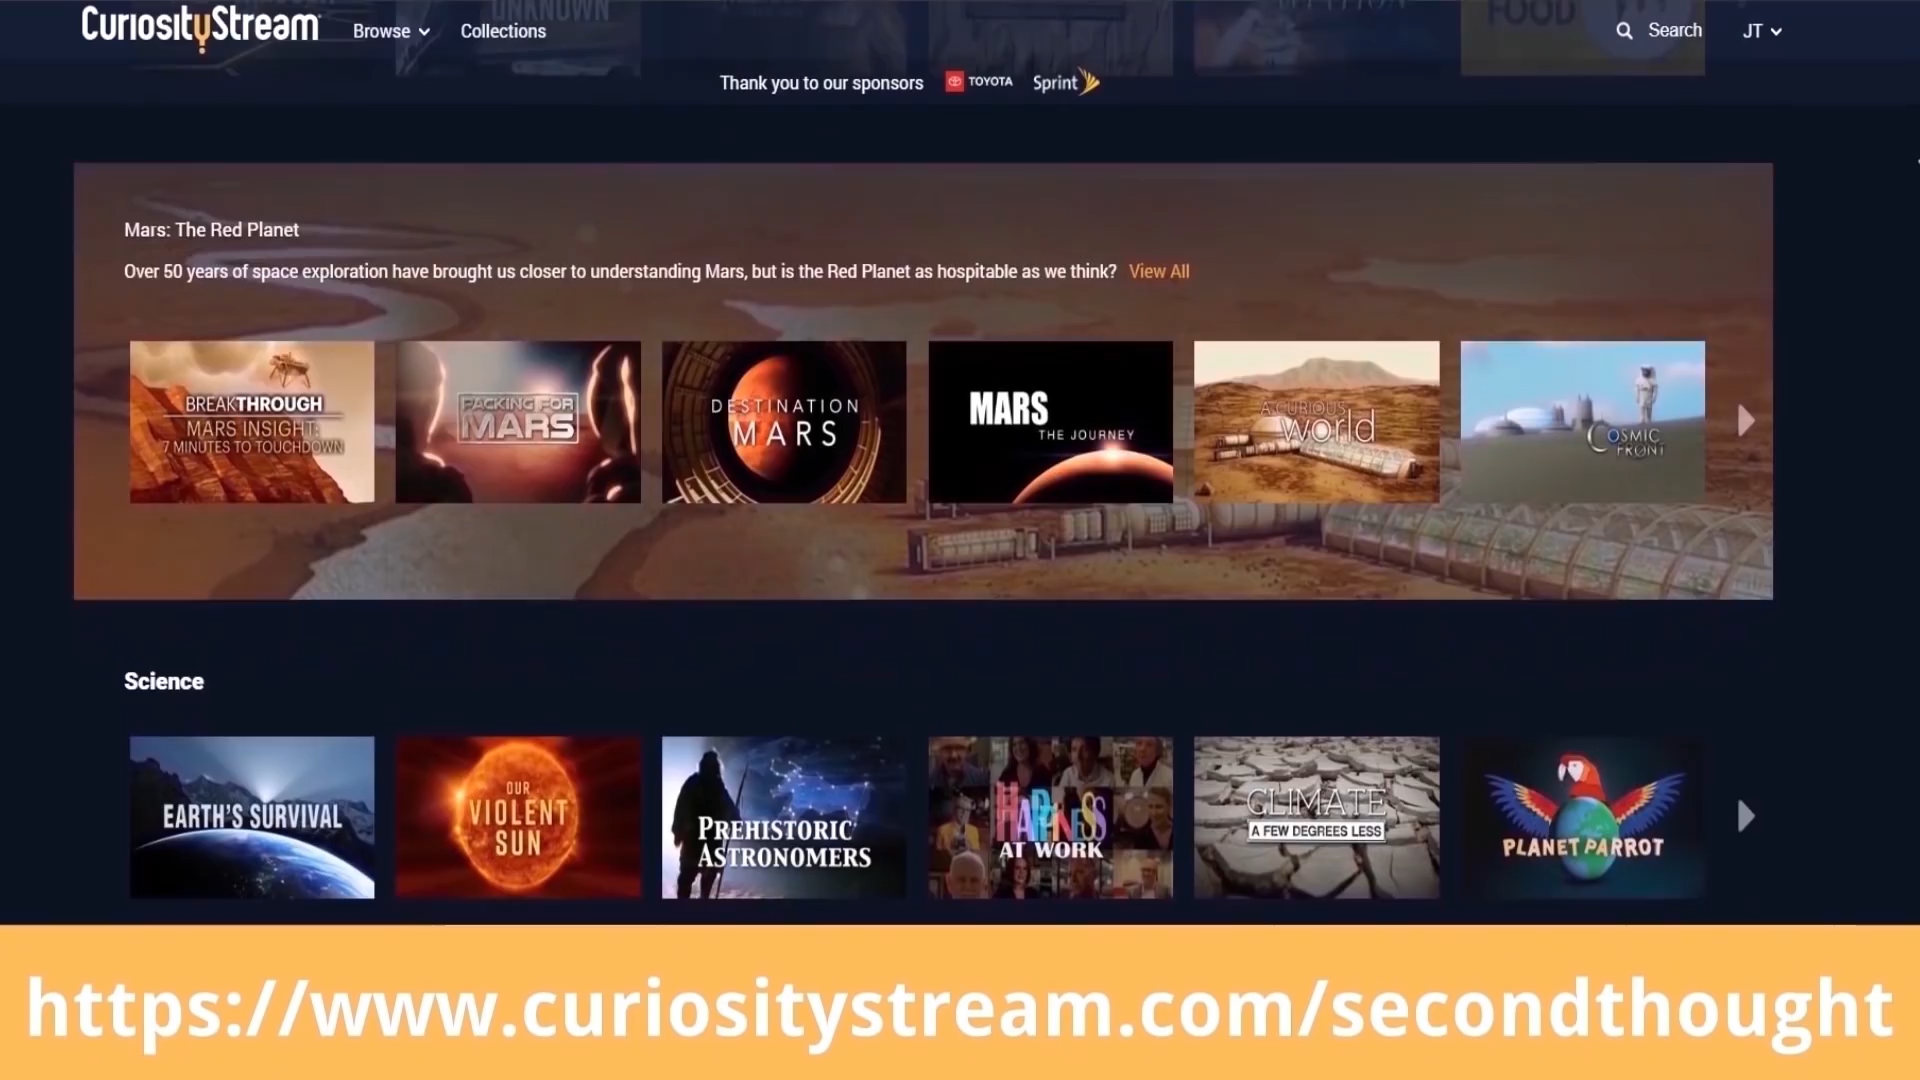 UNKNOWN
FOOD
CuriosityStream
Browse
Collections
Search
JT
Thank you to our sponsors
TOYOTA
Sprint
Mars: The Red Planet
Over 50 years of space exploration have brought us closer to understanding Mars, but is the Red Planet as hospitable as we think? View All
BREAKTHROUGH
MARS INSIGHT:
7 MINUTES TO TOUCHDOWN
PACKING FOR
MARS
DESTINATION
MARS
MARS
THE JOURNEY
A CURIOUS
world
COSMIC
FRONT
Science
EARTH'S SURVIVAL
OUR
VIOLENT
SUN
PREHISTORIC
ASTRONOMERS
HAPPINESS
AT WORK
CLIMATE
A FEW DEGREES LESS
PLANET PARROT
https://www.curiositystream.com/secondthought